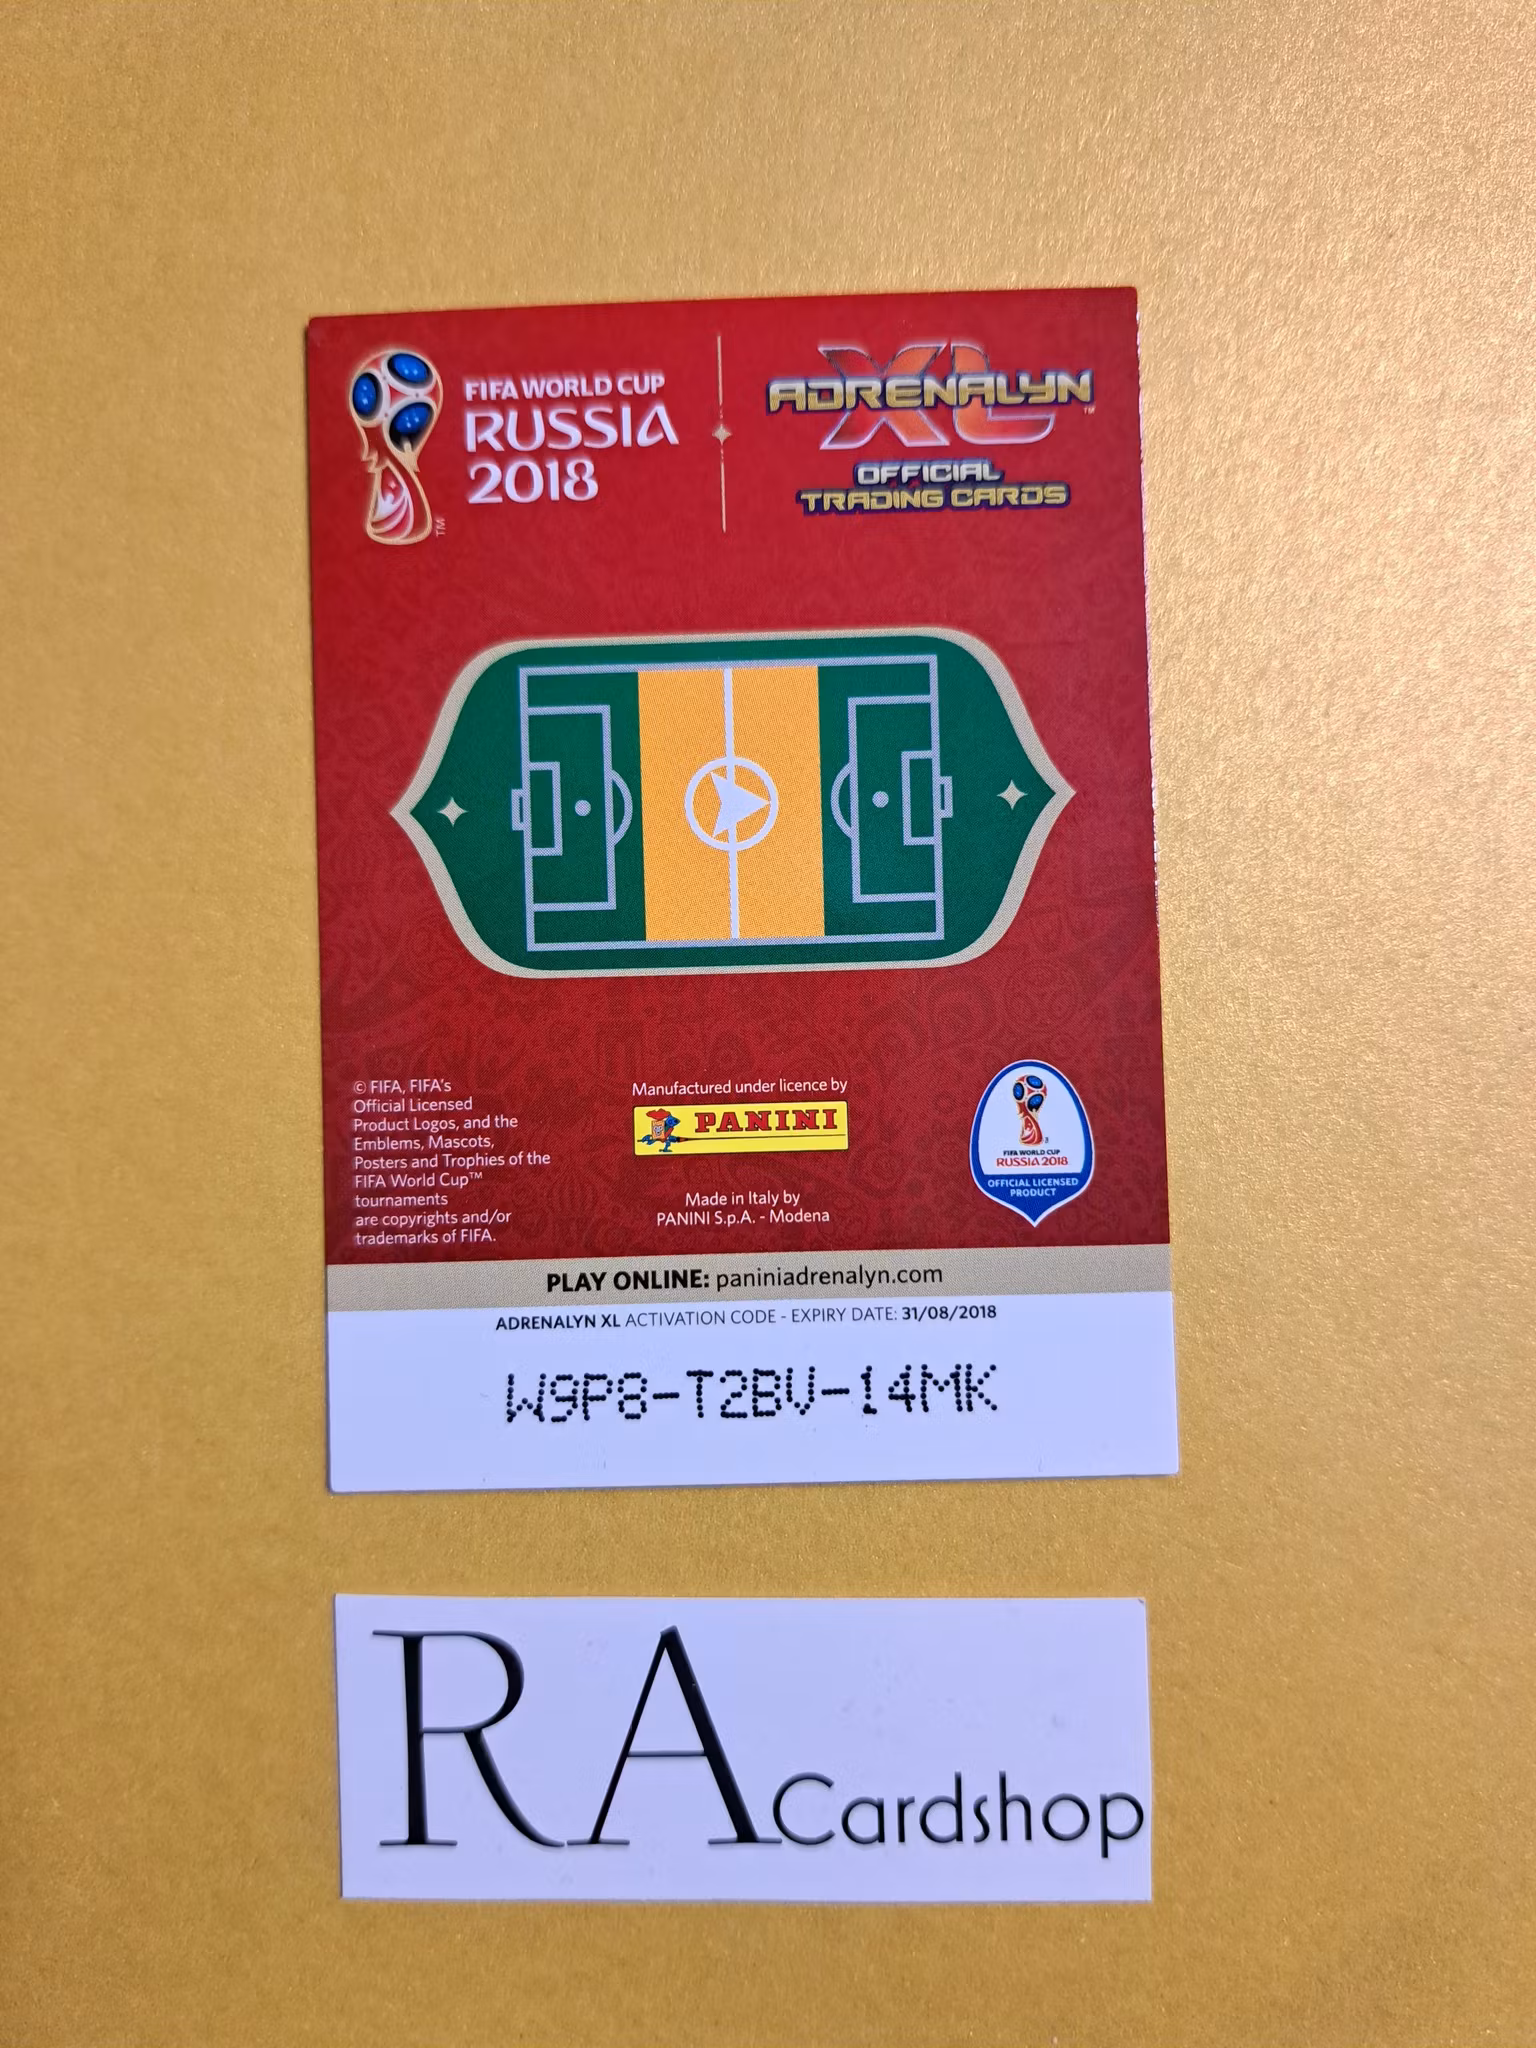 FIFA WORLD CUP
RUSSIA
2018
TM
XL
ADRENALYN
TM
OFFICIAL
TRADING CARDS
© FIFA, FIFA's
Official Licensed
Product Logos, and the
Emblems, Mascots,
Posters and Trophies of the
FIFA World Cup™
tournaments
are copyrights and/or
trademarks of FIFA.
Manufactured under licence by
PANINI
Made in Italy by
PANINI S.p.A. - Modena
FIFA WORLD CUP
RUSSIA 2018
OFFICIAL LICENSED
PRODUCT
PLAY ONLINE: paniniadrenalyn.com
ADRENALYN XL ACTIVATION CODE - EXPIRY DATE: 31/08/2018
W9P8-T2BV-14MK
RA Cardshop